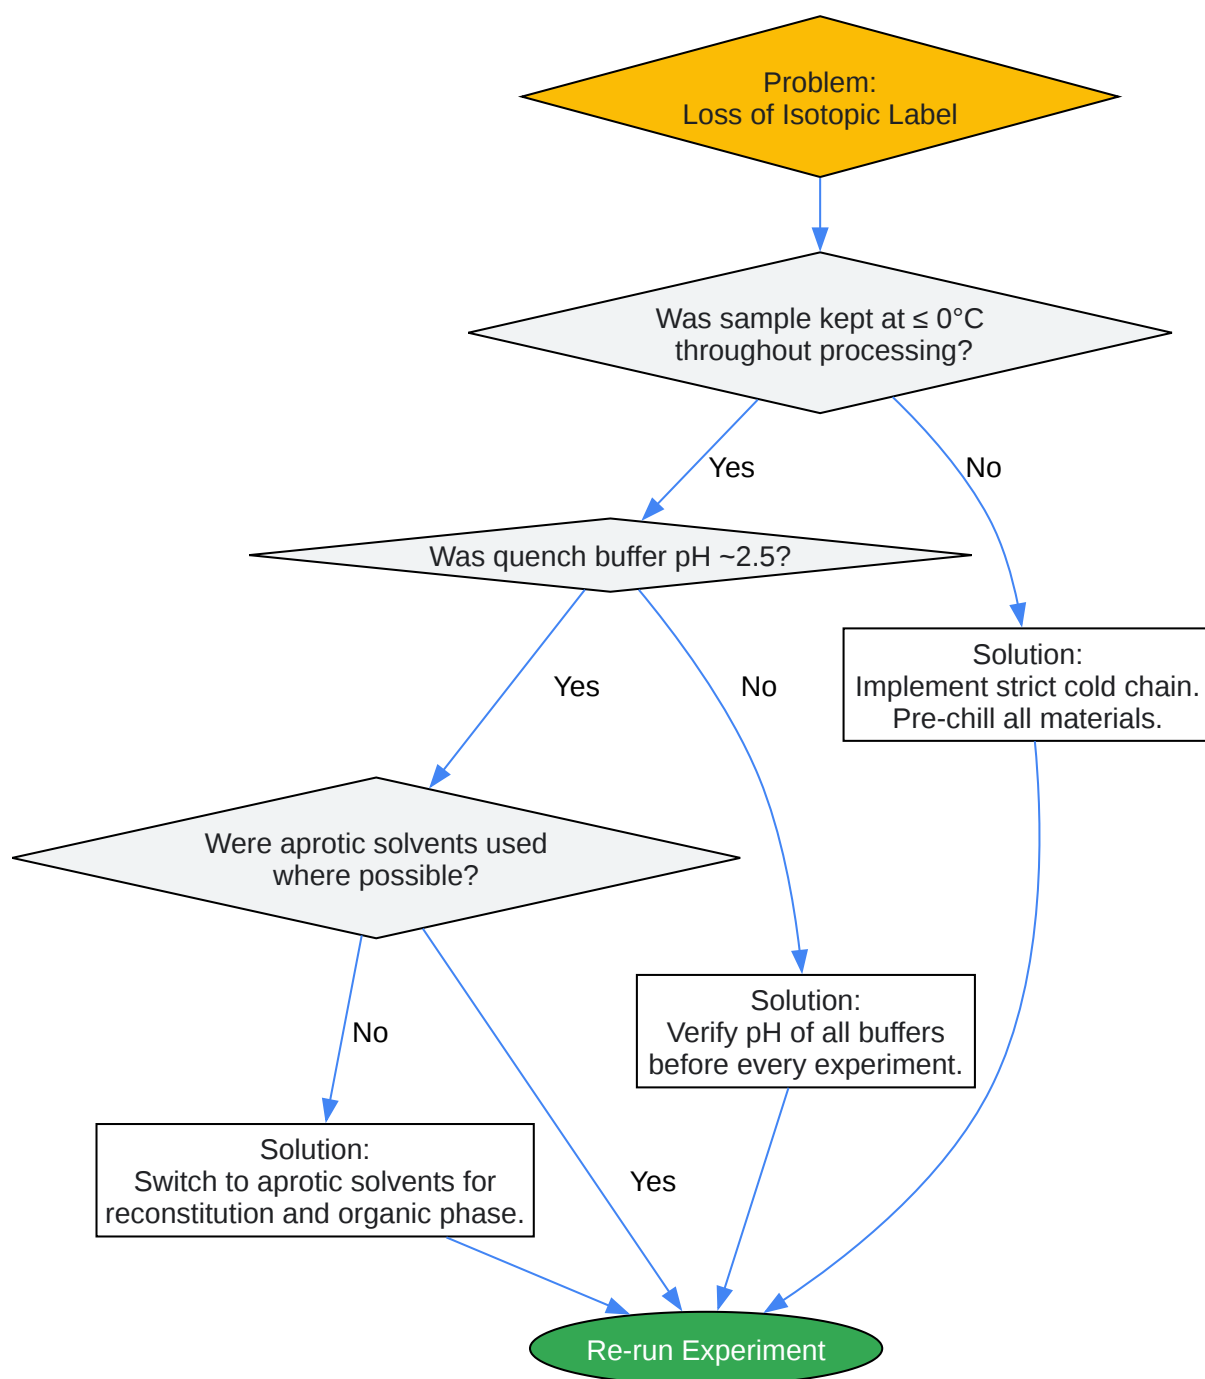 Problem:
Loss of Isotopic Label
Was sample kept at ≤ 0°C
throughout processing?
Yes
No
Was quench buffer pH ~2.5?
Solution:
Implement strict cold chain.
Pre-chill all materials.
Yes
No
Were aprotic solvents used
where possible?
Solution:
Verify pH of all buffers
before every experiment.
No
Yes
Solution:
Switch to aprotic solvents for
reconstitution and organic phase.
Re-run Experiment